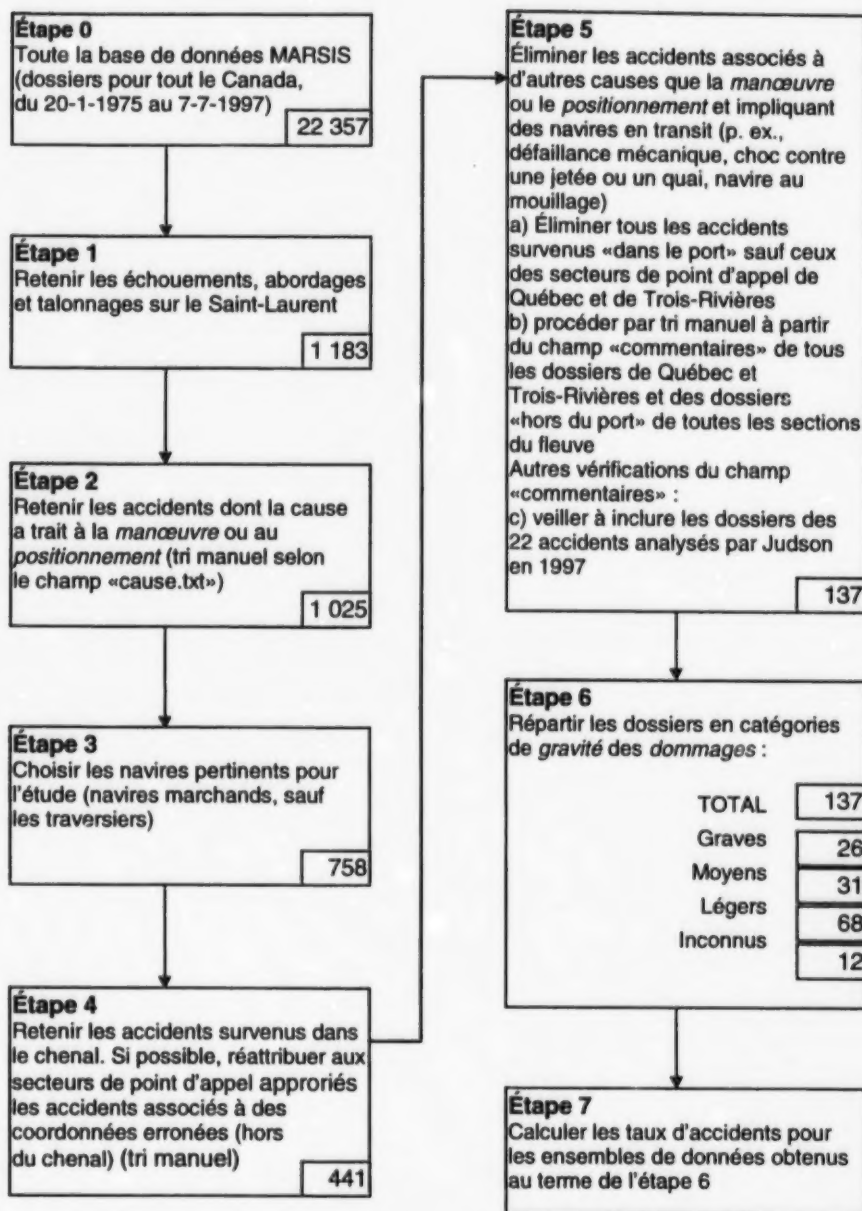 Étape 0
Toute la base de données MARSIS
(dossiers pour tout le Canada,
du 20-1-1975 au 7-7-1997)
22 357
Étape 1
Retenir les échouements, abordages
et talonnages sur le Saint-Laurent
1 183
Étape 2
Retenir les accidents dont la cause
a trait à la manœuvre ou au
positionnement (tri manuel selon
le champ «cause.txt»)
1 025
Étape 3
Choisir les navires pertinents pour
l'étude (navires marchands, sauf
les traversiers)
758
Étape 4
Retenir les accidents survenus dans
le chenal. Si possible, réattribuer aux
secteurs de point d'appel approriés
les accidents associés à des
coordonnées erronées (hors
du chenal) (tri manuel)
441
Étape 5
Éliminer les accidents associés à
d'autres causes que la manœuvre
ou le positionnement et impliquant
des navires en transit (p. ex.,
défaillance mécanique, choc contre
une jetée ou un quai, navire au
mouillage)
a) Éliminer tous les accidents
survenus «dans le port» sauf ceux
des secteurs de point d'appel de
Québec et de Trois-Rivières
b) procéder par tri manuel à partir
du champ «commentaires» de tous
les dossiers de Québec et
Trois-Rivières et des dossiers
«hors du port» de toutes les sections
du fleuve
Autres vérifications du champ
«commentaires» :
c) veiller à inclure les dossiers des
22 accidents analysés par Judson
en 1997
137
Étape 6
Répartir les dossiers en catégories
de gravité des dommages :
TOTAL 137
Graves 26
Moyens 31
Légers 68
Inconnus 12
Étape 7
Calculer les taux d'accidents pour
les ensembles de données obtenus
au terme de l'étape 6